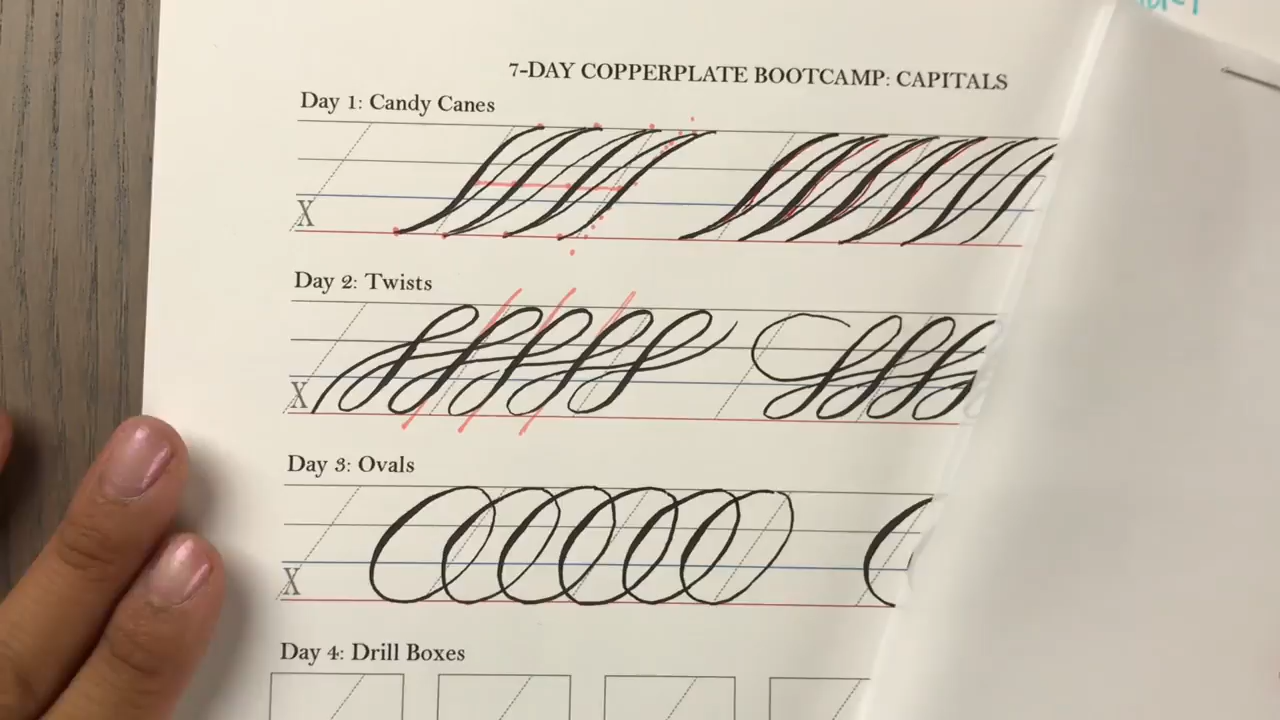 7-DAY COPPERPLATE BOOTCAMP: CAPITALS
Day 1: Candy Canes
X
Day 2: Twists
X
Day 3: Ovals
X
Day 4: Drill Boxes